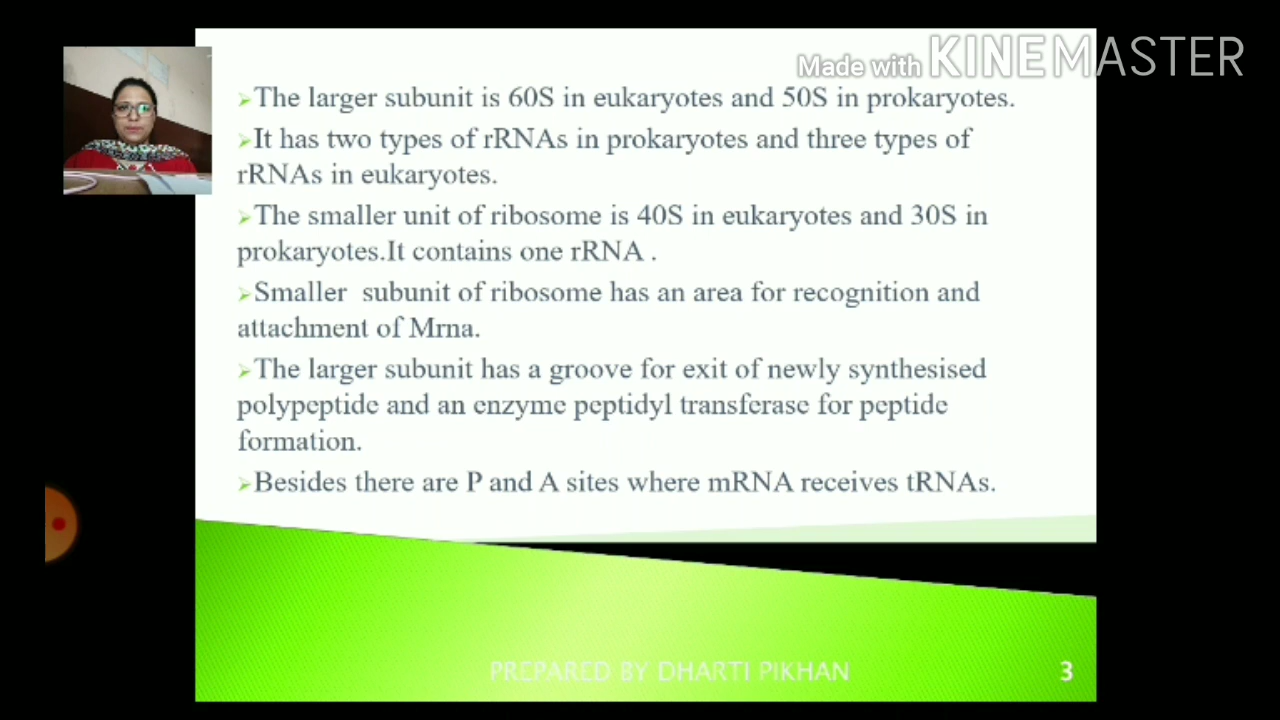 Made with KINEMASTER
➢The larger subunit is 60S in eukaryotes and 50S in prokaryotes.
➢It has two types of rRNAs in prokaryotes and three types of
rRNAs in eukaryotes.
➢The smaller unit of ribosome is 40S in eukaryotes and 30S in
prokaryotes.It contains one rRNA .
➢Smaller subunit of ribosome has an area for recognition and
attachment of Mrna.
➢The larger subunit has a groove for exit of newly synthesised
polypeptide and an enzyme peptidyl transferase for peptide
formation.
➢Besides there are P and A sites where mRNA receives tRNAs.
PREPARED BY DHARTI PIKHAN
3